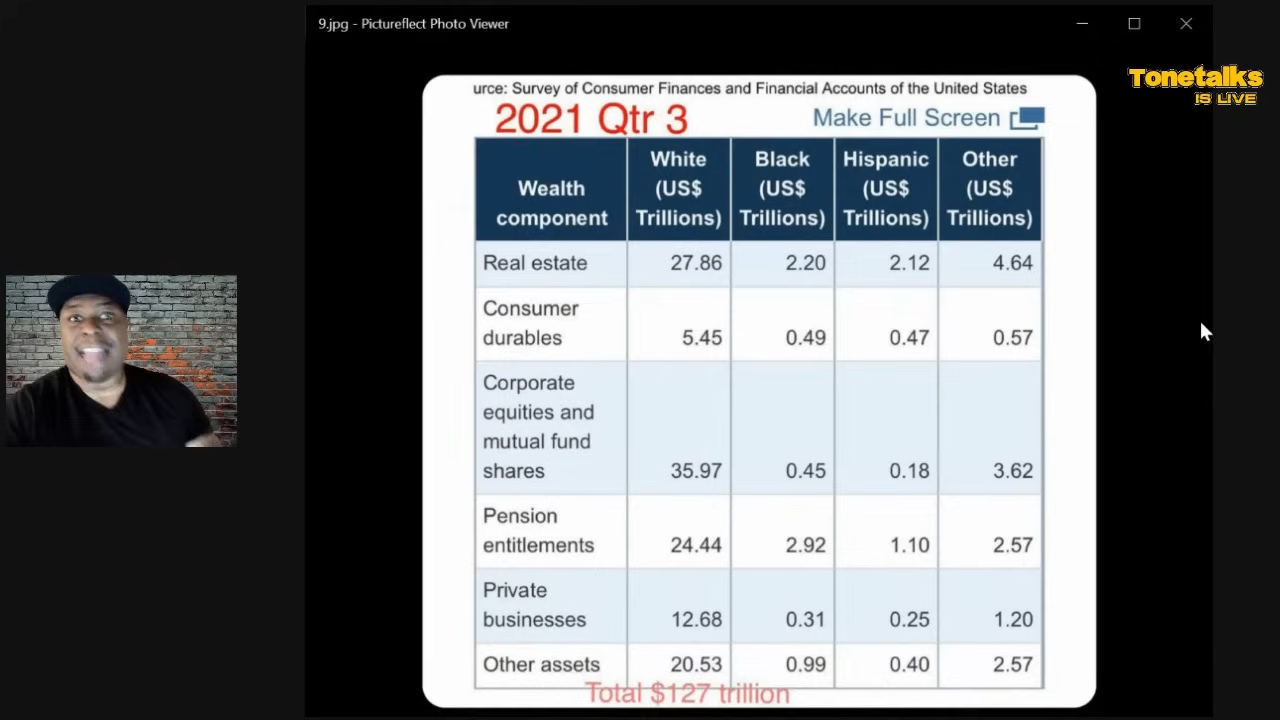 9.jpg - Pictureflect Photo Viewer
Tonetalks
IS LIVE
urce: Survey of Consumer Finances and Financial Accounts of the United States
2021 Qtr 3 Make Full Screen
Wealth component White (US$ Trillions) Black (US$ Trillions) Hispanic (US$ Trillions) Other (US$ Trillions)
Real estate 27.86 2.20 2.12 4.64
Consumer
durables 5.45 0.49 0.47 0.57
Corporate
equities and
mutual fund
shares 35.97 0.45 0.18 3.62
Pension
entitlements 24.44 2.92 1.10 2.57
Private
businesses 12.68 0.31 0.25 1.20
Other assets 20.53 0.99 0.40 2.57
Total $127 trillion